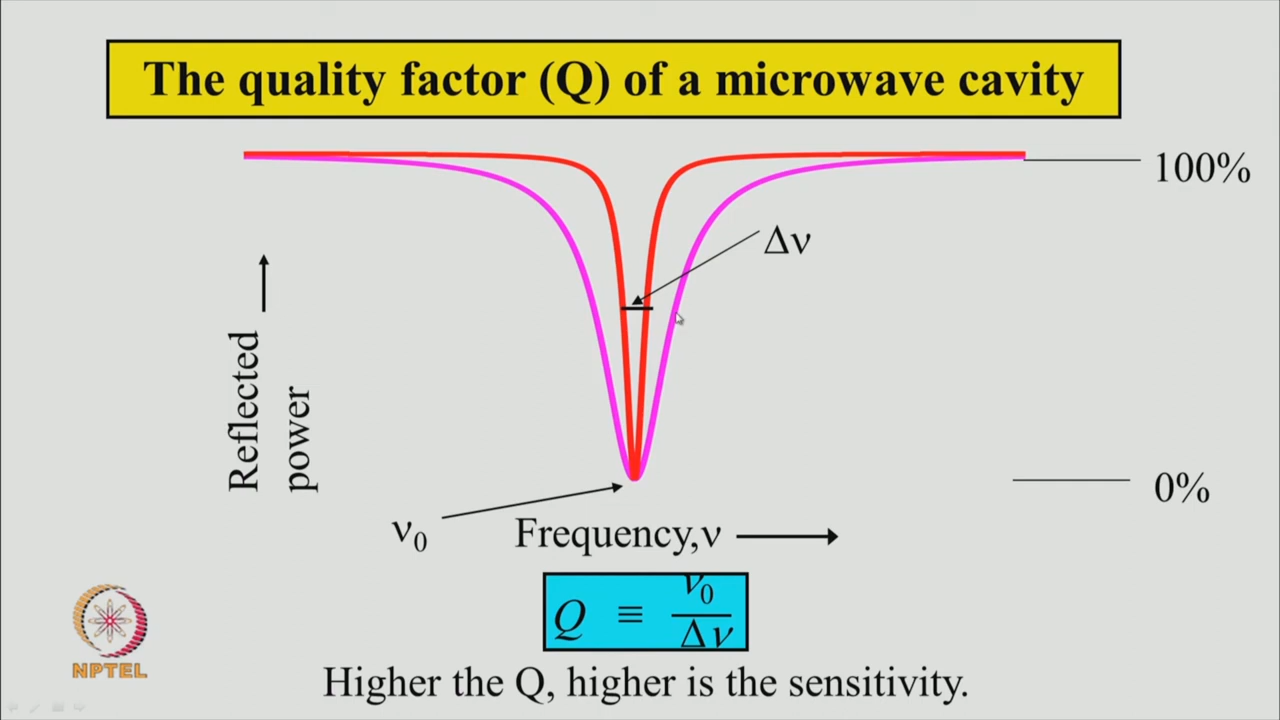 The quality factor (Q) of a microwave cavity
100%
Δν
Reflected
power
0%
ν₀
Frequency,ν
Q ≡ ν₀/Δν
NPTEL
Higher the Q, higher is the sensitivity.